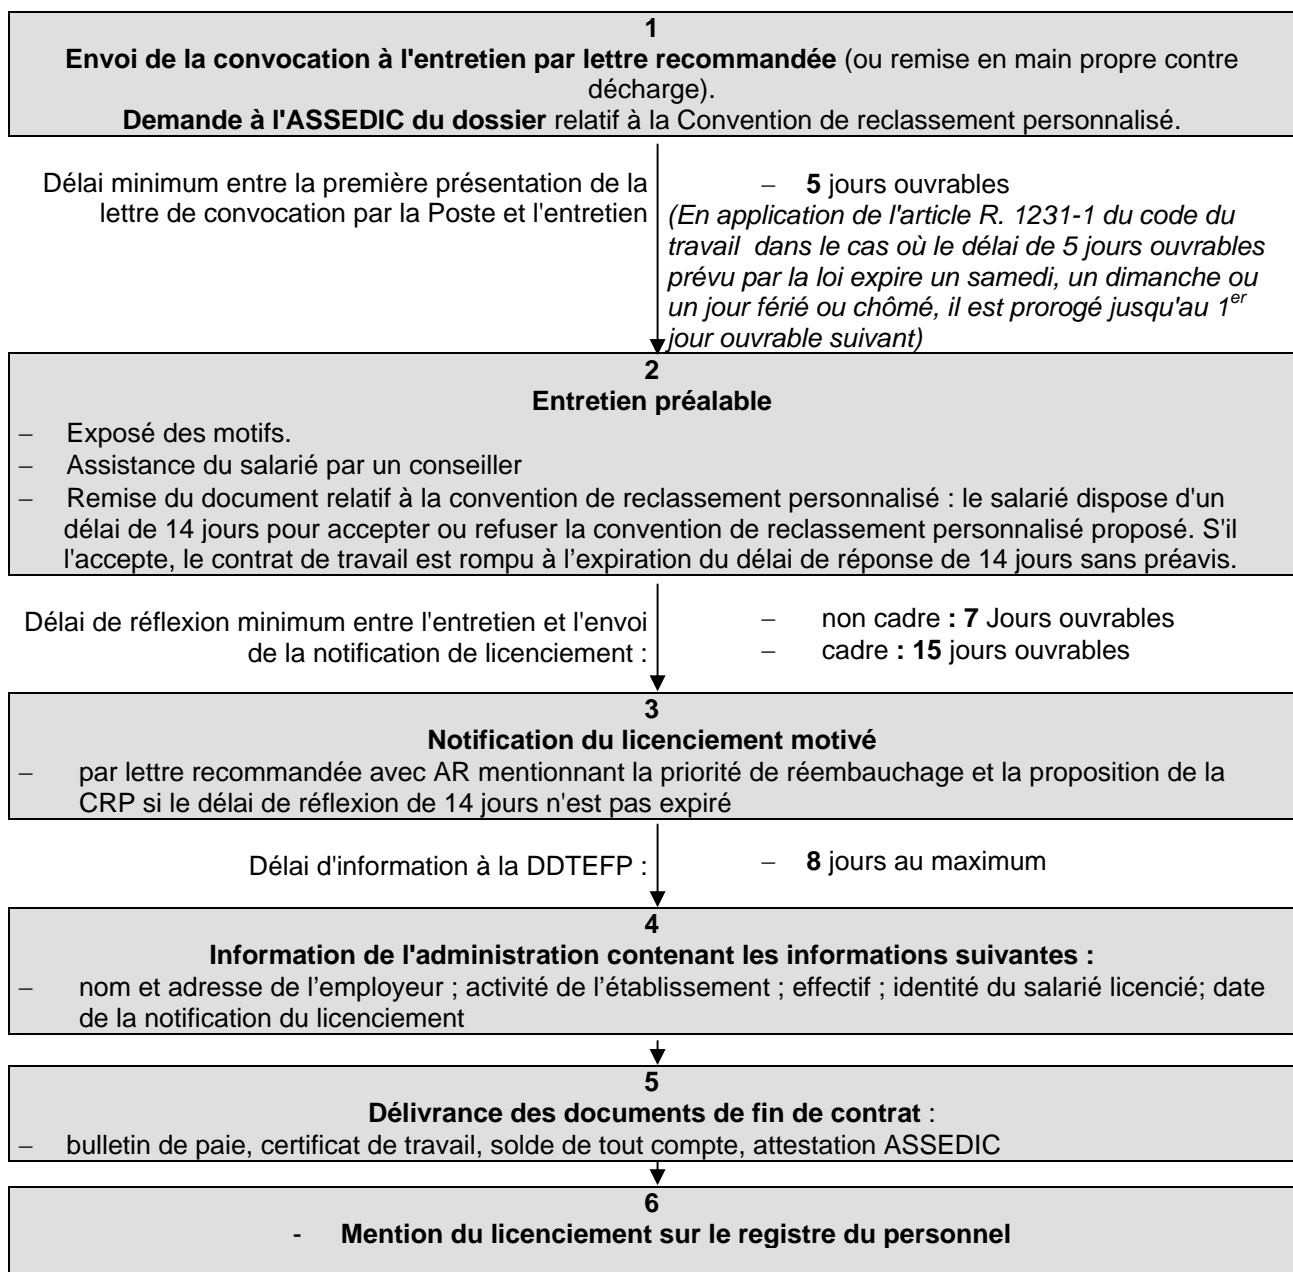 1
Envoi de la convocation à l'entretien par lettre recommandée (ou remise en main propre contre
décharge).
Demande à l'ASSEDIC du dossier relatif à la Convention de reclassement personnalisé.
Délai minimum entre la première présentation de la
lettre de convocation par la Poste et l'entretien
– 5 jours ouvrables
(En application de l'article R. 1231-1 du code du
travail dans le cas où le délai de 5 jours ouvrables
prévu par la loi expire un samedi, un dimanche ou
un jour férié ou chômé, il est prorogé jusqu'au 1er
jour ouvrable suivant)
2
Entretien préalable
– Exposé des motifs.
– Assistance du salarié par un conseiller
– Remise du document relatif à la convention de reclassement personnalisé : le salarié dispose d'un
délai de 14 jours pour accepter ou refuser la convention de reclassement personnalisé proposé. S'il
l'accepte, le contrat de travail est rompu à l’expiration du délai de réponse de 14 jours sans préavis.
Délai de réflexion minimum entre l'entretien et l'envoi
de la notification de licenciement :
– non cadre : 7 Jours ouvrables
– cadre : 15 jours ouvrables
3
Notification du licenciement motivé
– par lettre recommandée avec AR mentionnant la priorité de réembauchage et la proposition de la
CRP si le délai de réflexion de 14 jours n'est pas expiré
Délai d'information à la DDTEFP :
– 8 jours au maximum
4
Information de l'administration contenant les informations suivantes :
– nom et adresse de l’employeur ; activité de l’établissement ; effectif ; identité du salarié licencié; date
de la notification du licenciement
5
Délivrance des documents de fin de contrat :
– bulletin de paie, certificat de travail, solde de tout compte, attestation ASSEDIC
6
- Mention du licenciement sur le registre du personnel